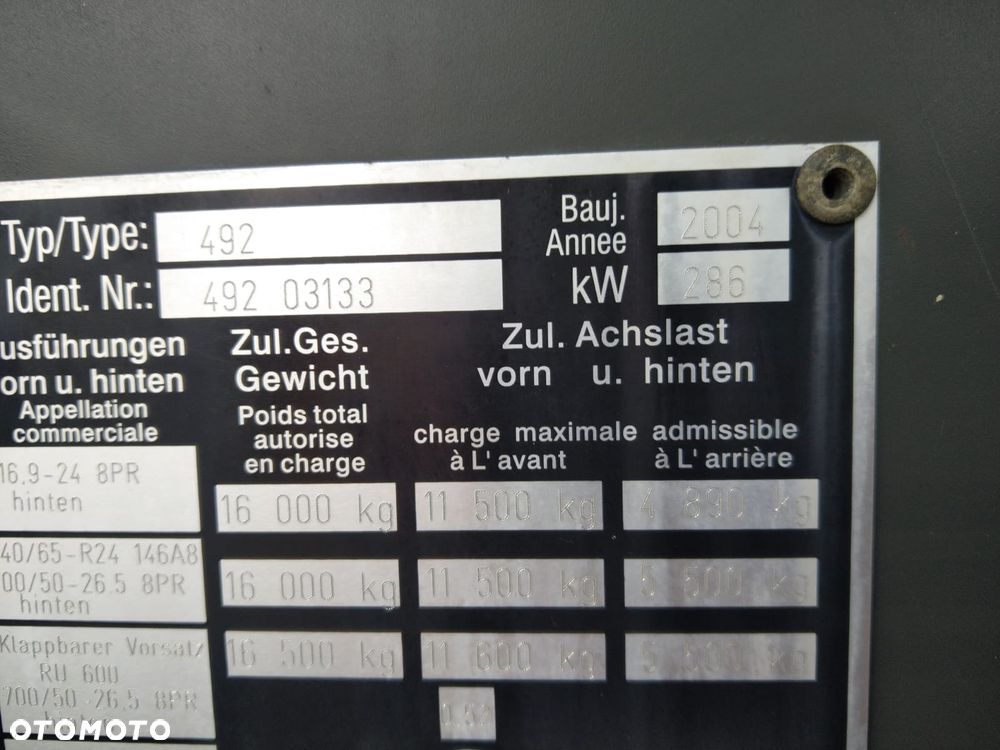 Typ/Type: 492 Bauj. Annee 2004
Ident. Nr.: 492 03133 kW 286
usführungen
orn u. hinten
Appellation
commerciale
Zul.Ges.
Gewicht
Poids total
autorise
en charge
Zul. Achslast
vorn u. hinten
charge maximale admissible
à L'avant à L'arrière
16.9-24 8PR
hinten
16 000 kg 11 500 kg 4 890 kg
40/65-R24 146A8
00/50-26.5 8PR
hinten
16 000 kg 11 500 kg 5 500 kg
Klappbarer Vorsatz
RU 600
700/50-26.5 8PR
16 500 kg 11 600 kg 5 500 kg
OTOMOTO